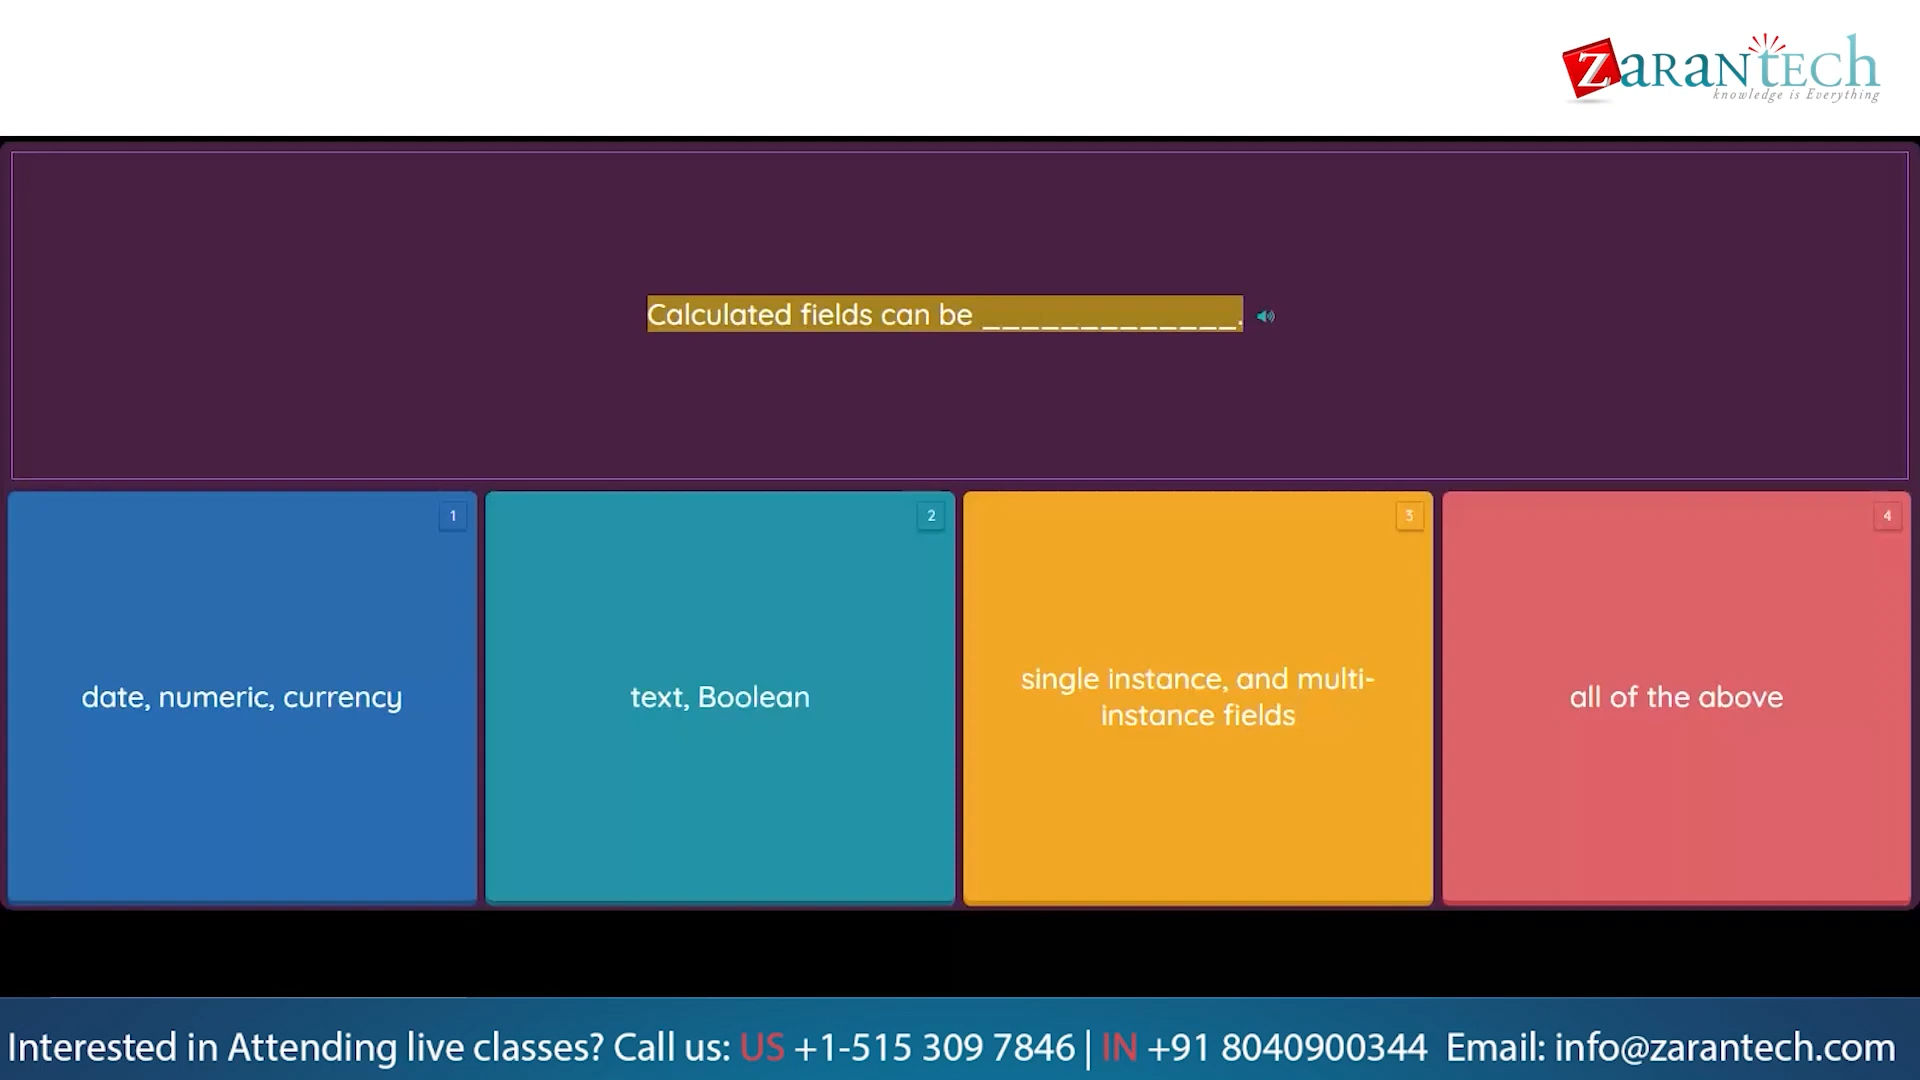 ZaranTech
knowledge is Everything
Calculated fields can be _____________.
1
2
3
4
date, numeric, currency
text, Boolean
single instance, and multi-
instance fields
all of the above
Interested in Attending live classes? Call us: US +1-515 309 7846 | IN +91 8040900344 Email: info@zarantech.com